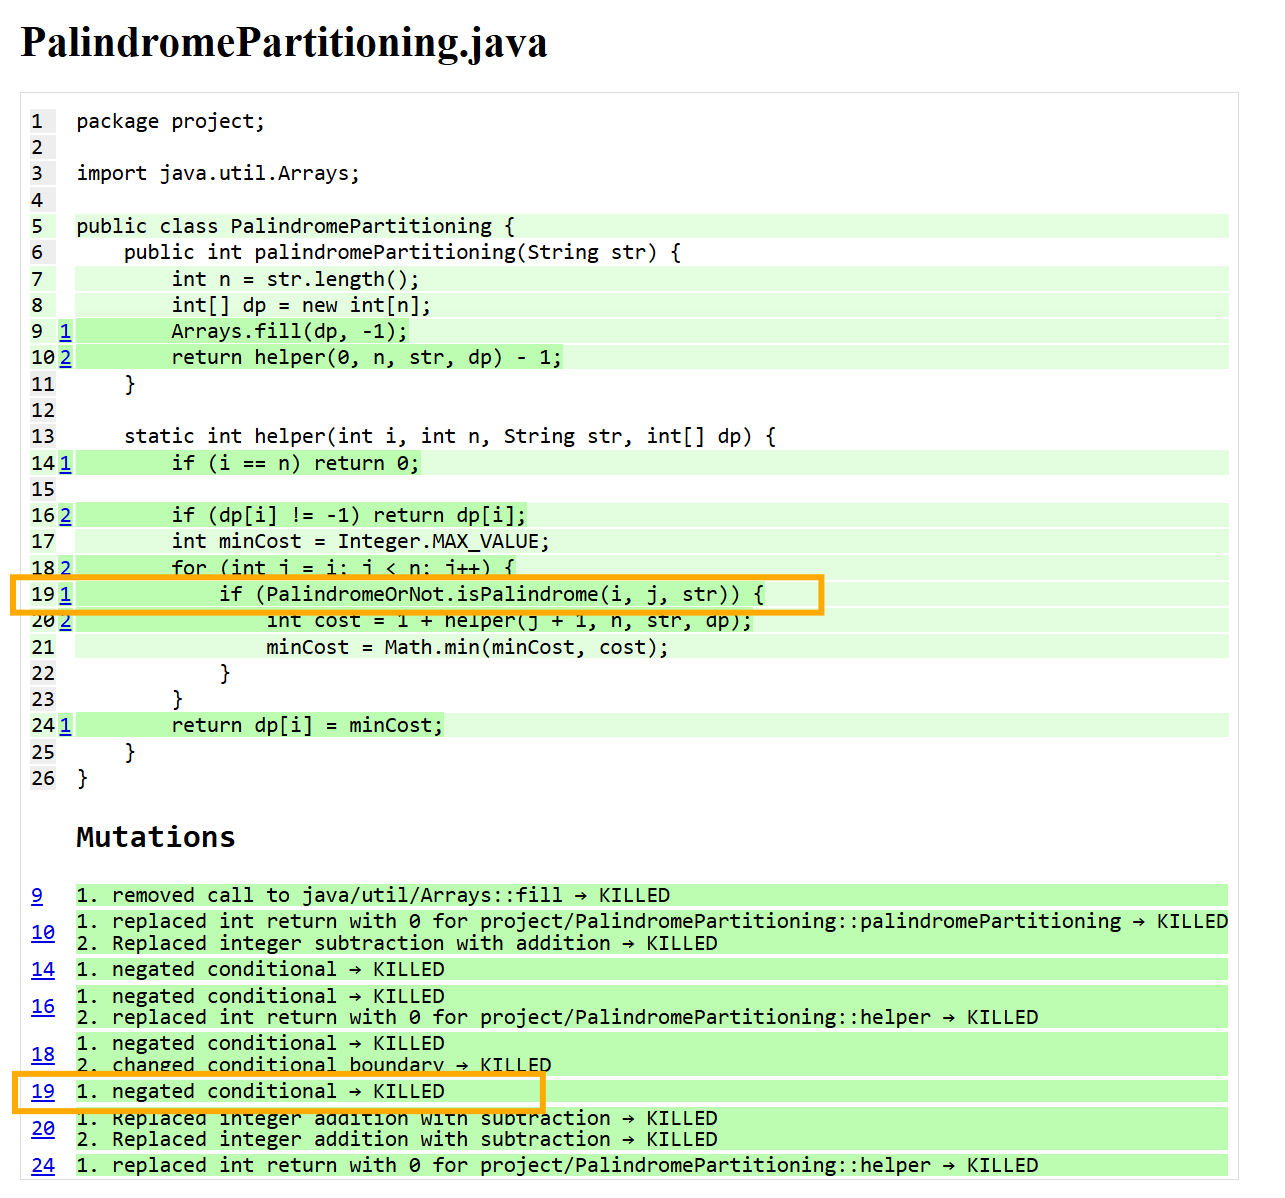 PalindromePartitioning.java
1 package project;
2
3 import java.util.Arrays;
4
5 public class PalindromePartitioning {
6     public int palindromePartitioning(String str) {
7         int n = str.length();
8         int[] dp = new int[n];
9 1         Arrays.fill(dp, -1);
10 2         return helper(0, n, str, dp) - 1;
11     }
12
13     static int helper(int i, int n, String str, int[] dp) {
14 1         if (i == n) return 0;
15
16 2         if (dp[i] != -1) return dp[i];
17         int minCost = Integer.MAX_VALUE;
18 2         for (int j = i; j < n; j++) {
19 1             if (PalindromeOrNot.isPalindrome(i, j, str)) {
20 2                 int cost = 1 + helper(j + 1, n, str, dp);
21                 minCost = Math.min(minCost, cost);
22             }
23         }
24 1         return dp[i] = minCost;
25     }
26 }
Mutations
9 1. removed call to java/util/Arrays::fill → KILLED
10 1. replaced int return with 0 for project/PalindromePartitioning::palindromePartitioning → KILLED
2. Replaced integer subtraction with addition → KILLED
14 1. negated conditional → KILLED
16 1. negated conditional → KILLED
2. replaced int return with 0 for project/PalindromePartitioning::helper → KILLED
18 1. negated conditional → KILLED
2. changed conditional boundary → KILLED
19 1. negated conditional → KILLED
20 1. Replaced integer addition with subtraction → KILLED
2. Replaced integer addition with subtraction → KILLED
24 1. replaced int return with 0 for project/PalindromePartitioning::helper → KILLED